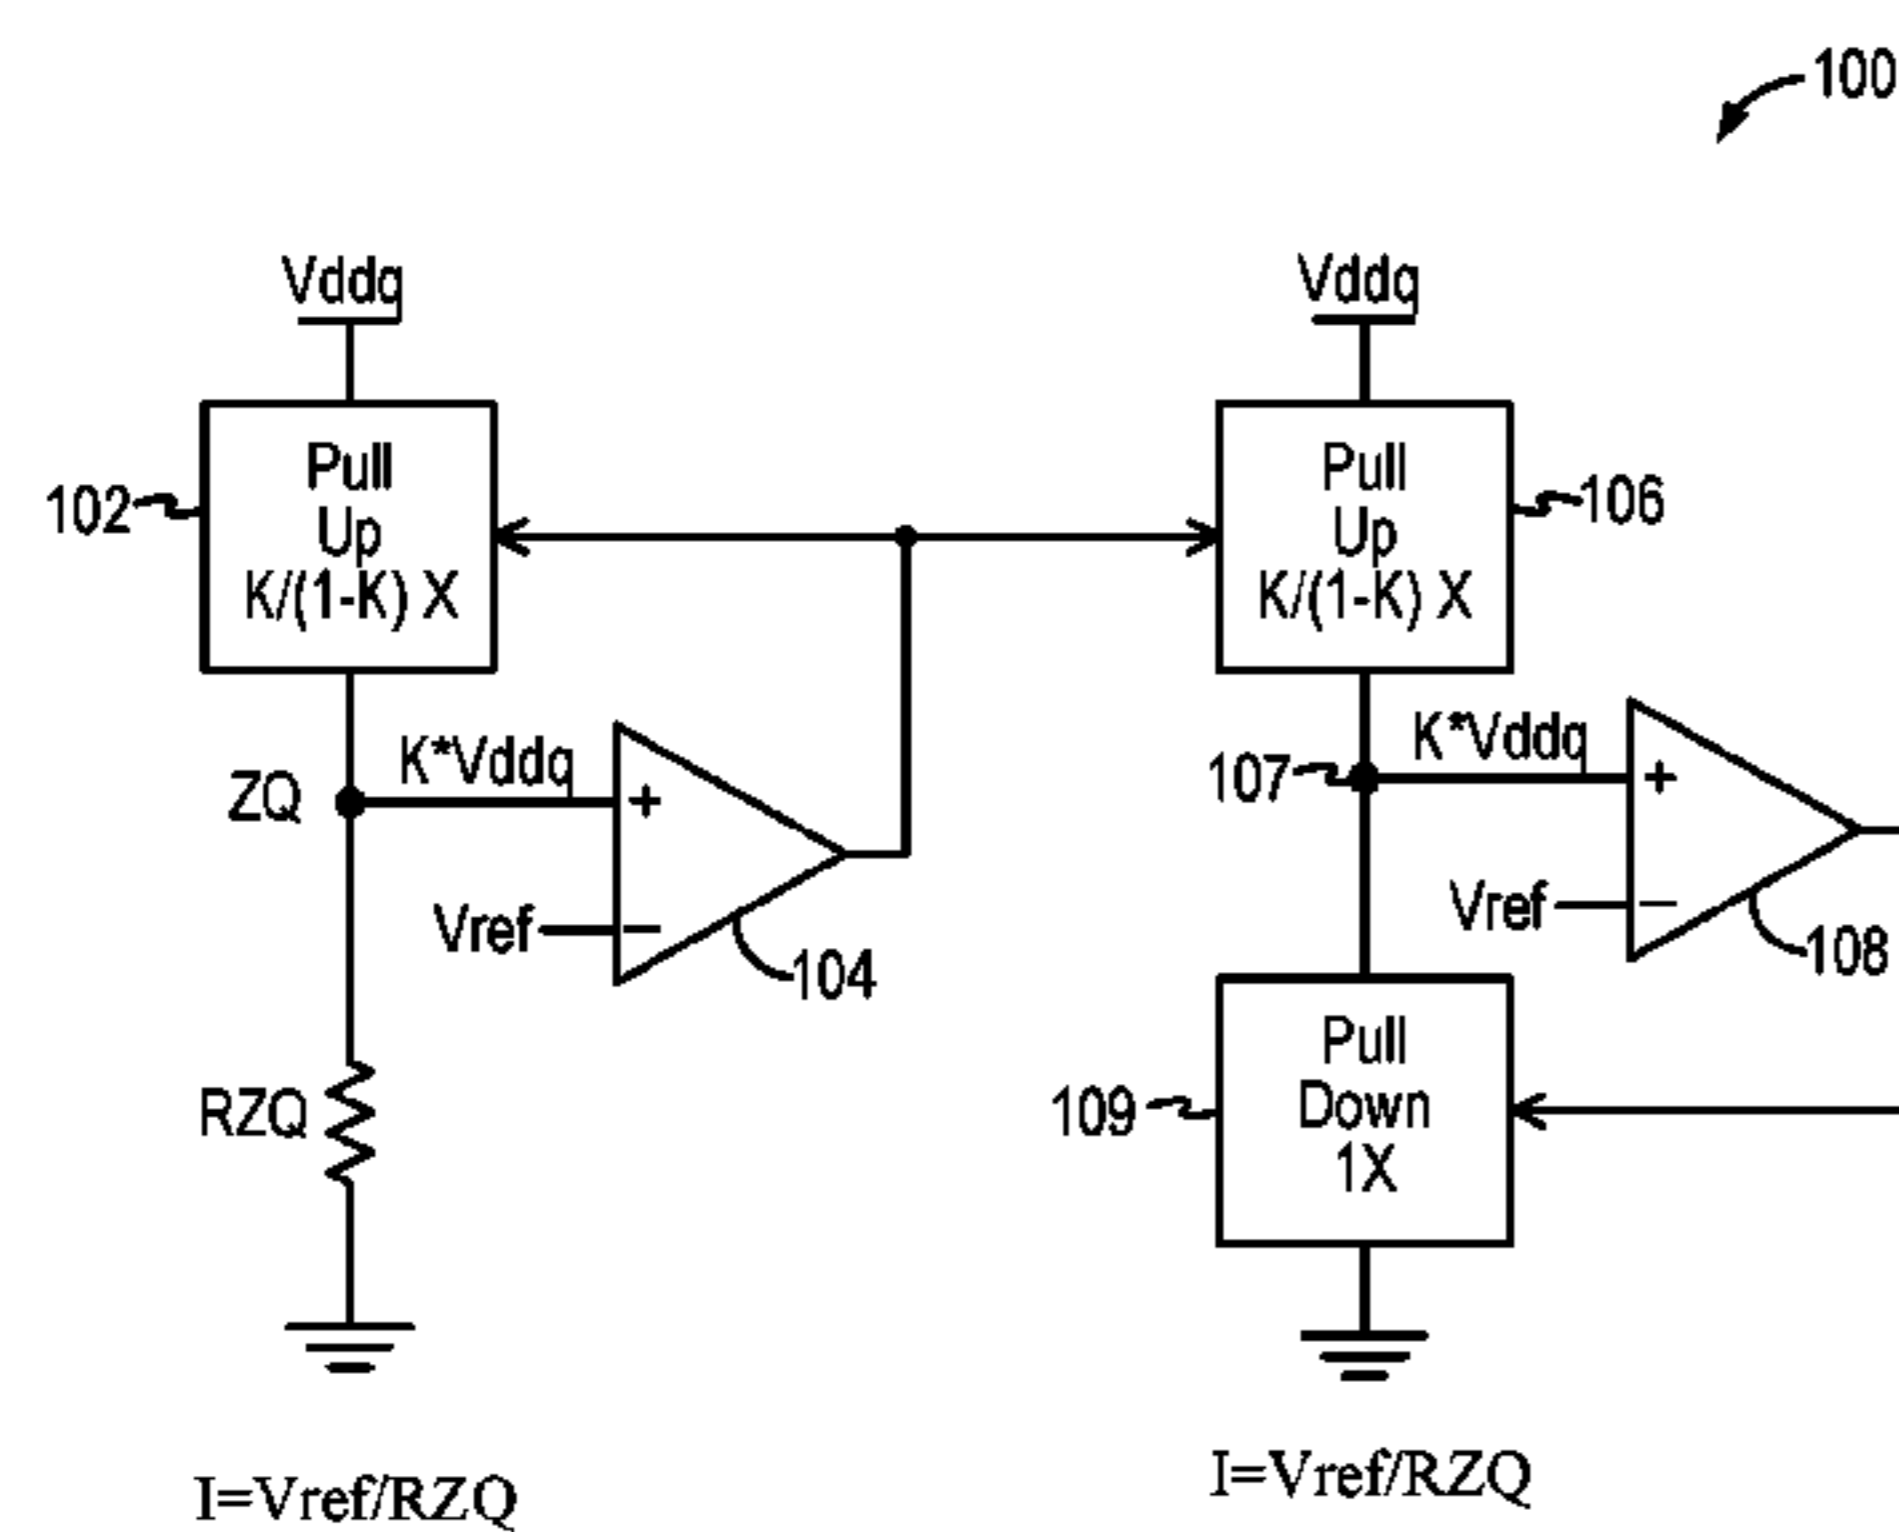 100
Vddq
Vddq
Pull
Up
K/(1-K) X
102
Pull
Up
K/(1-K) X
106
K*Vddq
ZQ
+
Vref
−
104
K*Vddq
107
+
Vref
−
108
RZQ
Pull
Down
1X
109
I=Vref/RZQ
I=Vref/RZQ